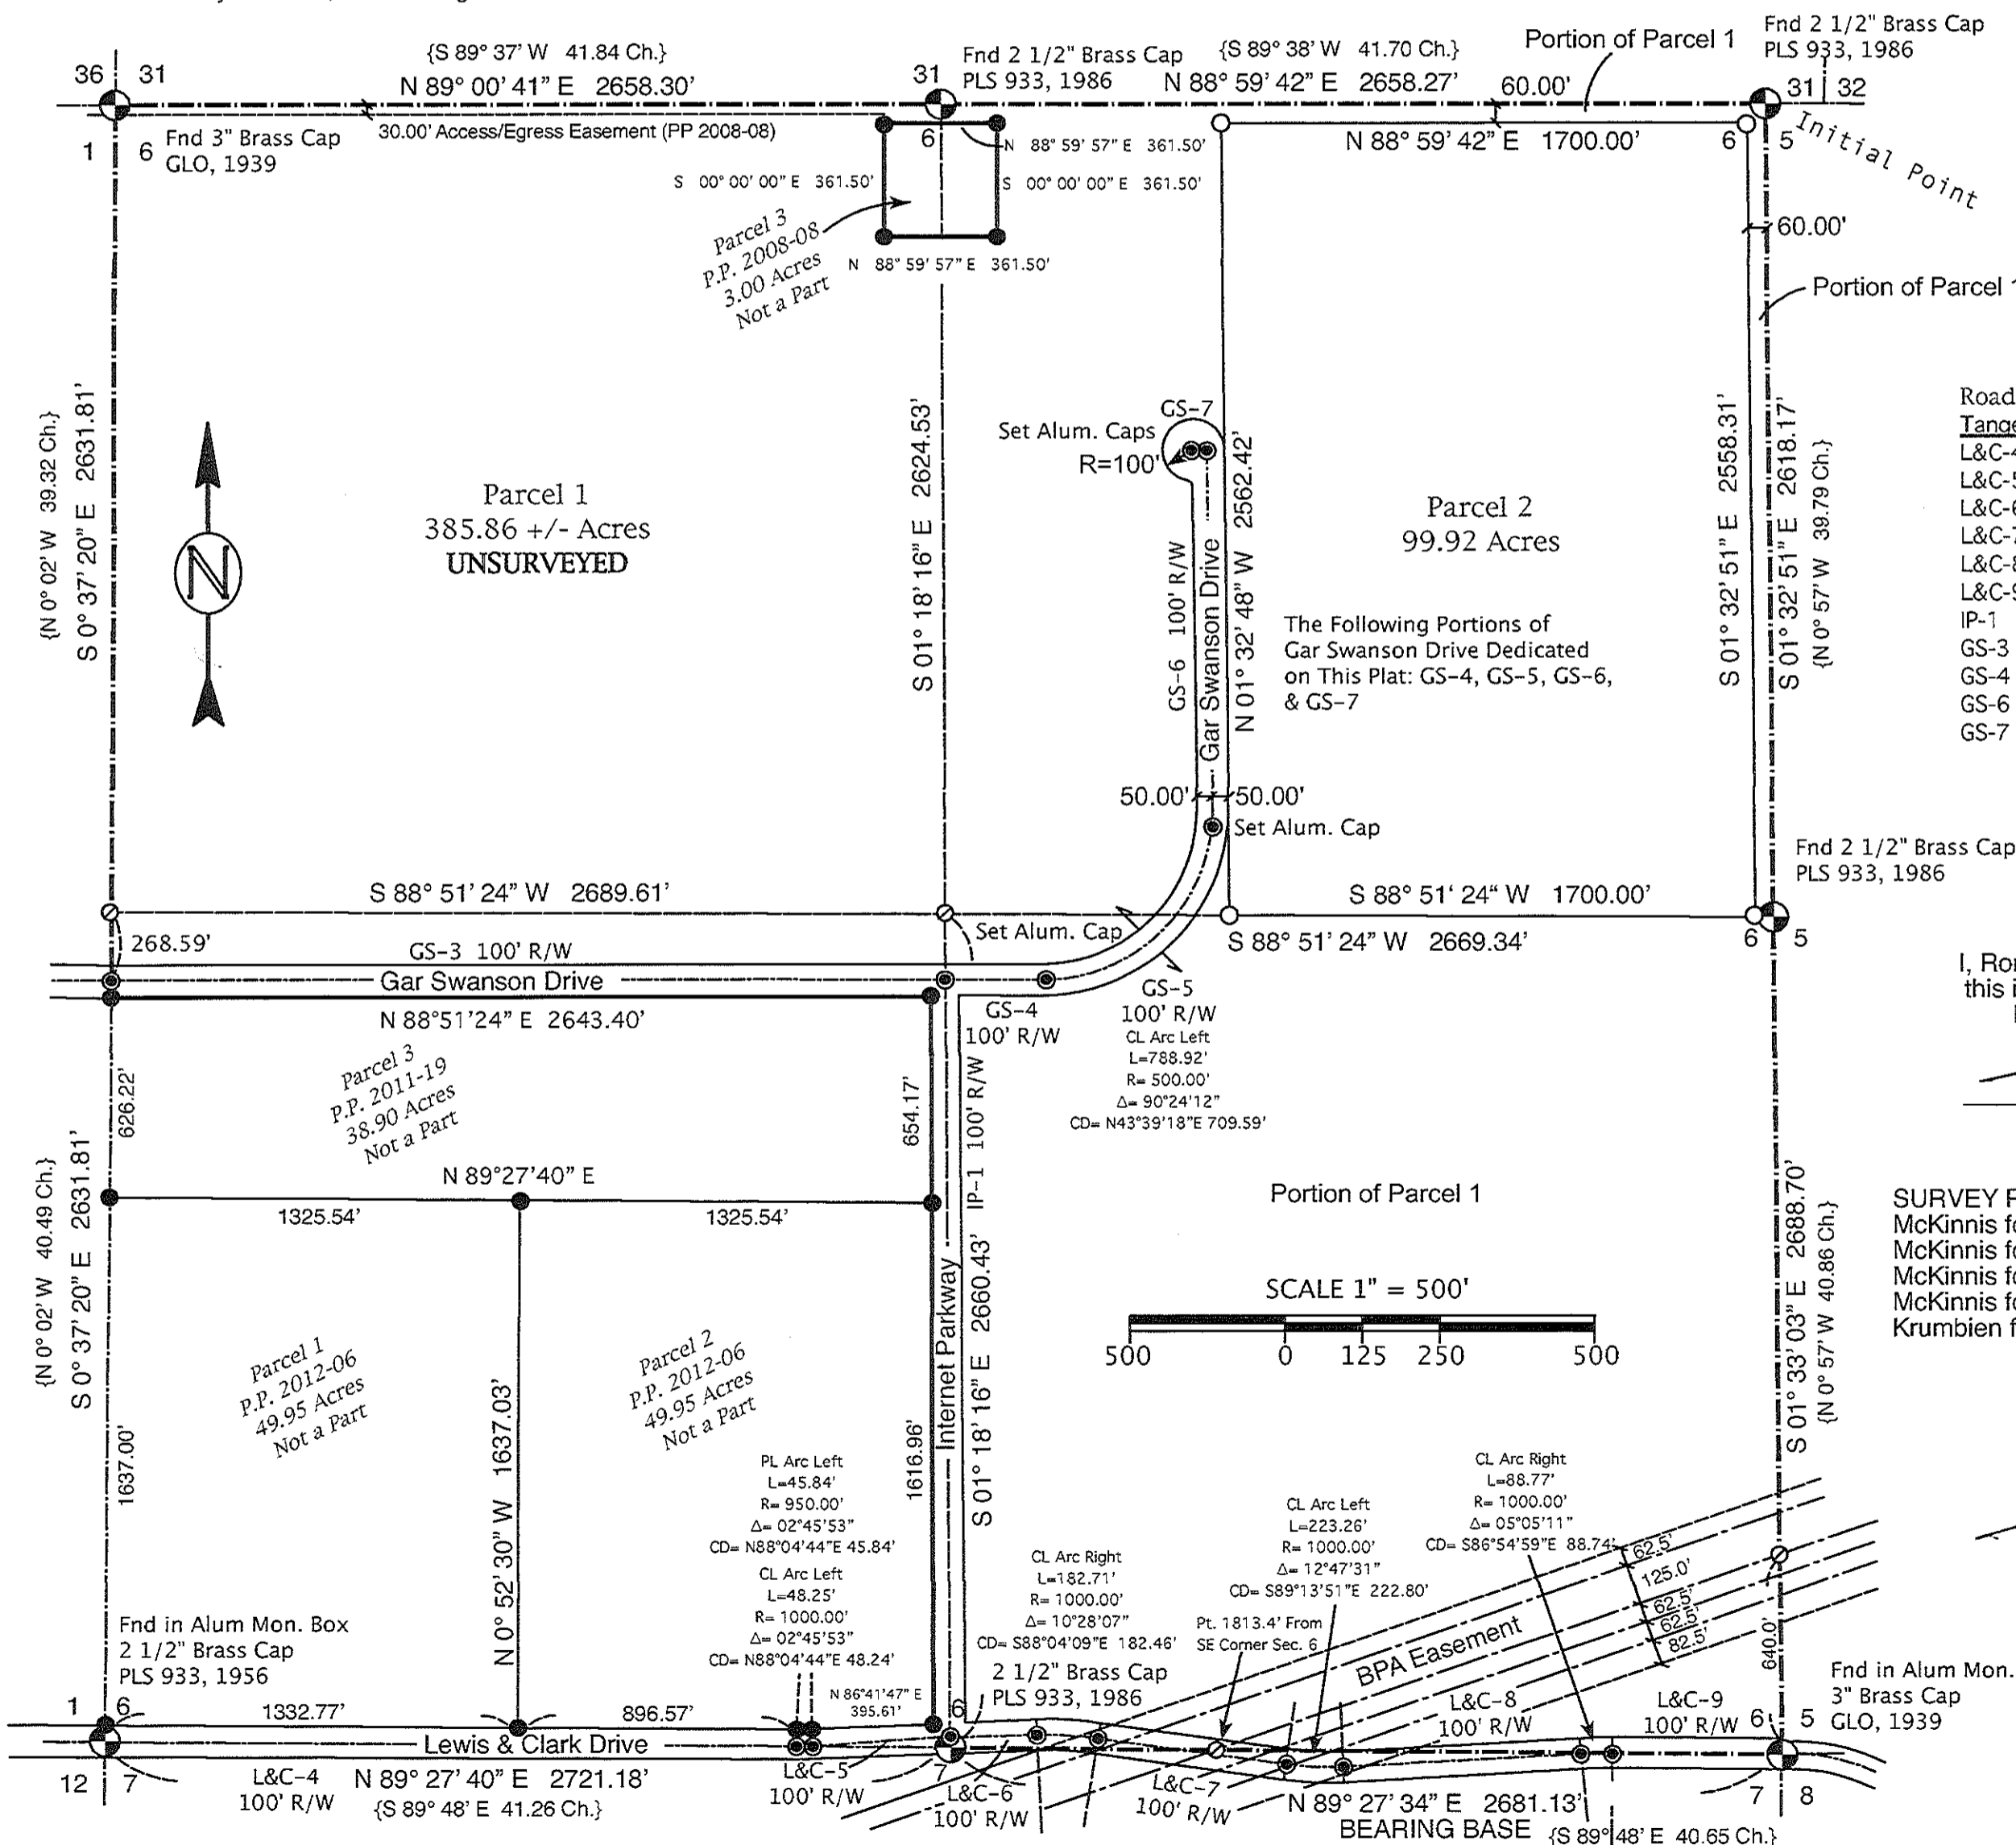 {S 89° 37' W 41.84 Ch.}
N 89° 00' 41" E 2658.30'
36 31
Fnd 2 1/2" Brass Cap
PLS 933, 1986
31
{S 89° 38' W 41.70 Ch.}
N 88° 59' 42" E 2658.27'
60.00'
Portion of Parcel 1
Fnd 2 1/2" Brass Cap
PLS 933, 1986
31 32
1 6
Fnd 3" Brass Cap
GLO, 1939
30.00' Access/Egress Easement (PP 2008-08)
6
N 88° 59' 57" E 361.50'
N 88° 59' 42" E 1700.00'
6 5
Initial Point
S 00° 00' 00" E 361.50'
S 00° 00' 00" E 361.50'
Parcel 3
P.P. 2008-08
3.00 Acres
Not a Part
N 88° 59' 57" E 361.50'
60.00'
Portion of Parcel 1
{N 0° 02' W 39.32 Ch.}
S 0° 37' 20" E 2631.81'
N
Parcel 1
385.86 +/- Acres
UNSURVEYED
S 01° 18' 16" E 2624.53'
GS-7
Set Alum. Caps
R=100'
GS-6 100' R/W
Gar Swanson Drive
N 01° 32' 48" W 2562.42'
Parcel 2
99.92 Acres
The Following Portions of
Gar Swanson Drive Dedicated
on This Plat: GS-4, GS-5, GS-6,
& GS-7
S 01° 32' 51" E 2558.31'
S 01° 32' 51" E 2618.17'
{N 0° 57' W 39.79 Ch.}
Road
Tange
L&C-4
L&C-5
L&C-6
L&C-7
L&C-8
L&C-9
IP-1
GS-3
GS-4
GS-6
GS-7
50.00' 50.00'
Set Alum. Cap
Fnd 2 1/2" Brass Cap
PLS 933, 1986
S 88° 51' 24" W 2689.61'
S 88° 51' 24" W 1700.00'
S 88° 51' 24" W 2669.34'
6 5
268.59'
GS-3 100' R/W
Gar Swanson Drive
Set Alum. Cap
N 88°51'24" E 2643.40'
GS-4
100' R/W
GS-5
100' R/W
CL Arc Left
L=788.92'
R= 500.00'
Δ= 90°24'12"
CD= N43°39'18"E 709.59'
I, Ron
this i
Parcel 3
P.P. 2011-19
38.90 Acres
Not a Part
626.22'
654.17'
IP-1 100' R/W
N 89°27'40" E
1325.54'
1325.54'
Portion of Parcel 1
SURVEY R
McKinnis fo
McKinnis fo
McKinnis fo
McKinnis fo
Krumbien f
{N 0° 02' W 40.49 Ch.}
S 0° 37' 20" E 2631.81'
SCALE 1" = 500'
500 0 125 250 500
S 01° 33' 03" E 2688.70'
{N 0° 57' W 40.86 Ch.}
Parcel 1
P.P. 2012-06
49.95 Acres
Not a Part
Parcel 2
P.P. 2012-06
49.95 Acres
Not a Part
1637.00'
N 0° 52' 30" W 1637.03'
1616.96'
Internet Parkway
S 01° 18' 16" E 2660.43'
PL Arc Left
L=45.84'
R= 950.00'
Δ= 02°45'53"
CD= N88°04'44"E 45.84'
CL Arc Left
L=48.25'
R= 1000.00'
Δ= 02°45'53"
CD= N88°04'44"E 48.24'
CL Arc Right
L=182.71'
R= 1000.00'
Δ= 10°28'07"
CD= S88°04'09"E 182.46'
CL Arc Left
L=223.26'
R= 1000.00'
Δ= 12°47'31"
CD= S89°13'51"E 222.80'
CL Arc Right
L=88.77'
R= 1000.00'
Δ= 05°05'11"
CD= S86°54'59"E 88.74'
Pt. 1813.4' From
SE Corner Sec. 6
62.5'
125.0'
62.5'
62.5'
82.5'
BPA Easement
640.0'
Fnd in Alum Mon. Box
2 1/2" Brass Cap
PLS 933, 1956
2 1/2" Brass Cap
PLS 933, 1986
Fnd in Alum Mon.
3" Brass Cap
GLO, 1939
1 6
1332.77'
896.57'
N 86°41'47" E
395.61'
6
L&C-8
100' R/W
L&C-9
100' R/W
6 5
Lewis & Clark Drive
12 7
L&C-4
100' R/W
N 89° 27' 40" E 2721.18'
{S 89° 48' E 41.26 Ch.}
L&C-5
100' R/W
7
L&C-6
100' R/W
L&C-7
100' R/W
N 89° 27' 34" E 2681.13'
BEARING BASE
{S 89° 48' E 40.65 Ch.}
7 8